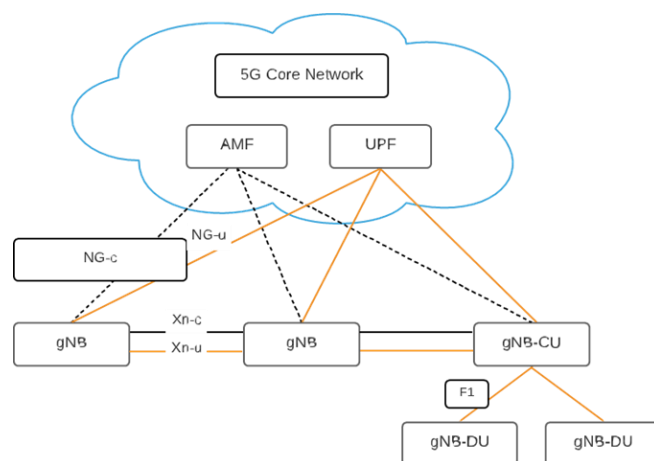 5G Core Network
AMF
UPF
NG-u
NG-c
Xn-c
gNB
gNB
gNB-CU
Xn-u
F1
gNB-DU
gNB-DU